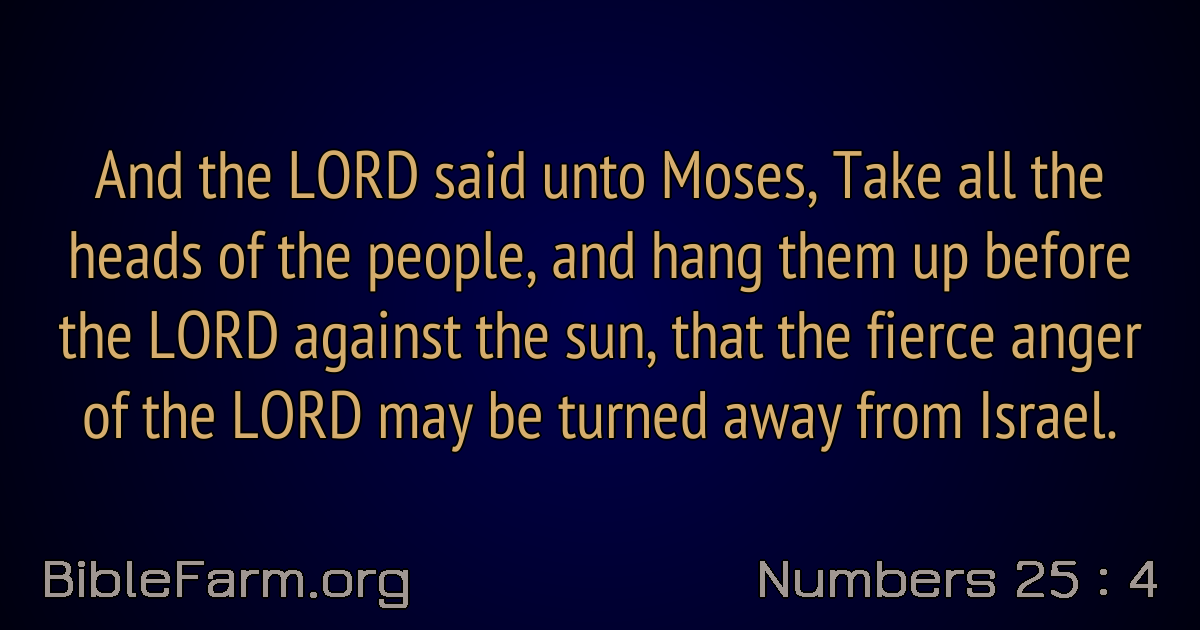 And the LORD said unto Moses, Take all the
heads of the people, and hang them up before
the LORD against the sun, that the fierce anger
of the LORD may be turned away from Israel.
BibleFarm.org
Numbers 25 : 4